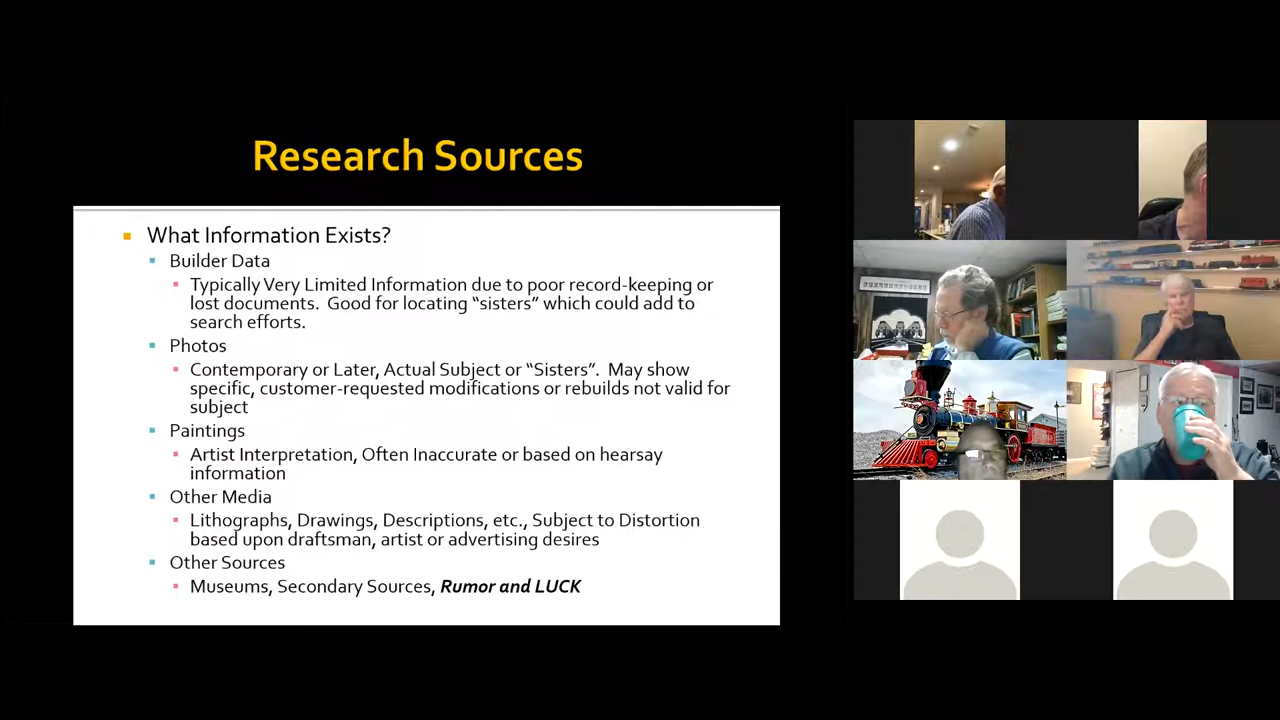 Research Sources
What Information Exists?
Builder Data
Typically Very Limited Information due to poor record-keeping or
lost documents.  Good for locating “sisters” which could add to
search efforts.
Photos
Contemporary or Later, Actual Subject or “Sisters”.  May show
specific, customer-requested modifications or rebuilds not valid for
subject
Paintings
Artist Interpretation, Often Inaccurate or based on hearsay
information
Other Media
Lithographs, Drawings, Descriptions, etc., Subject to Distortion
based upon draftsman, artist or advertising desires
Other Sources
Museums, Secondary Sources, Rumor and LUCK